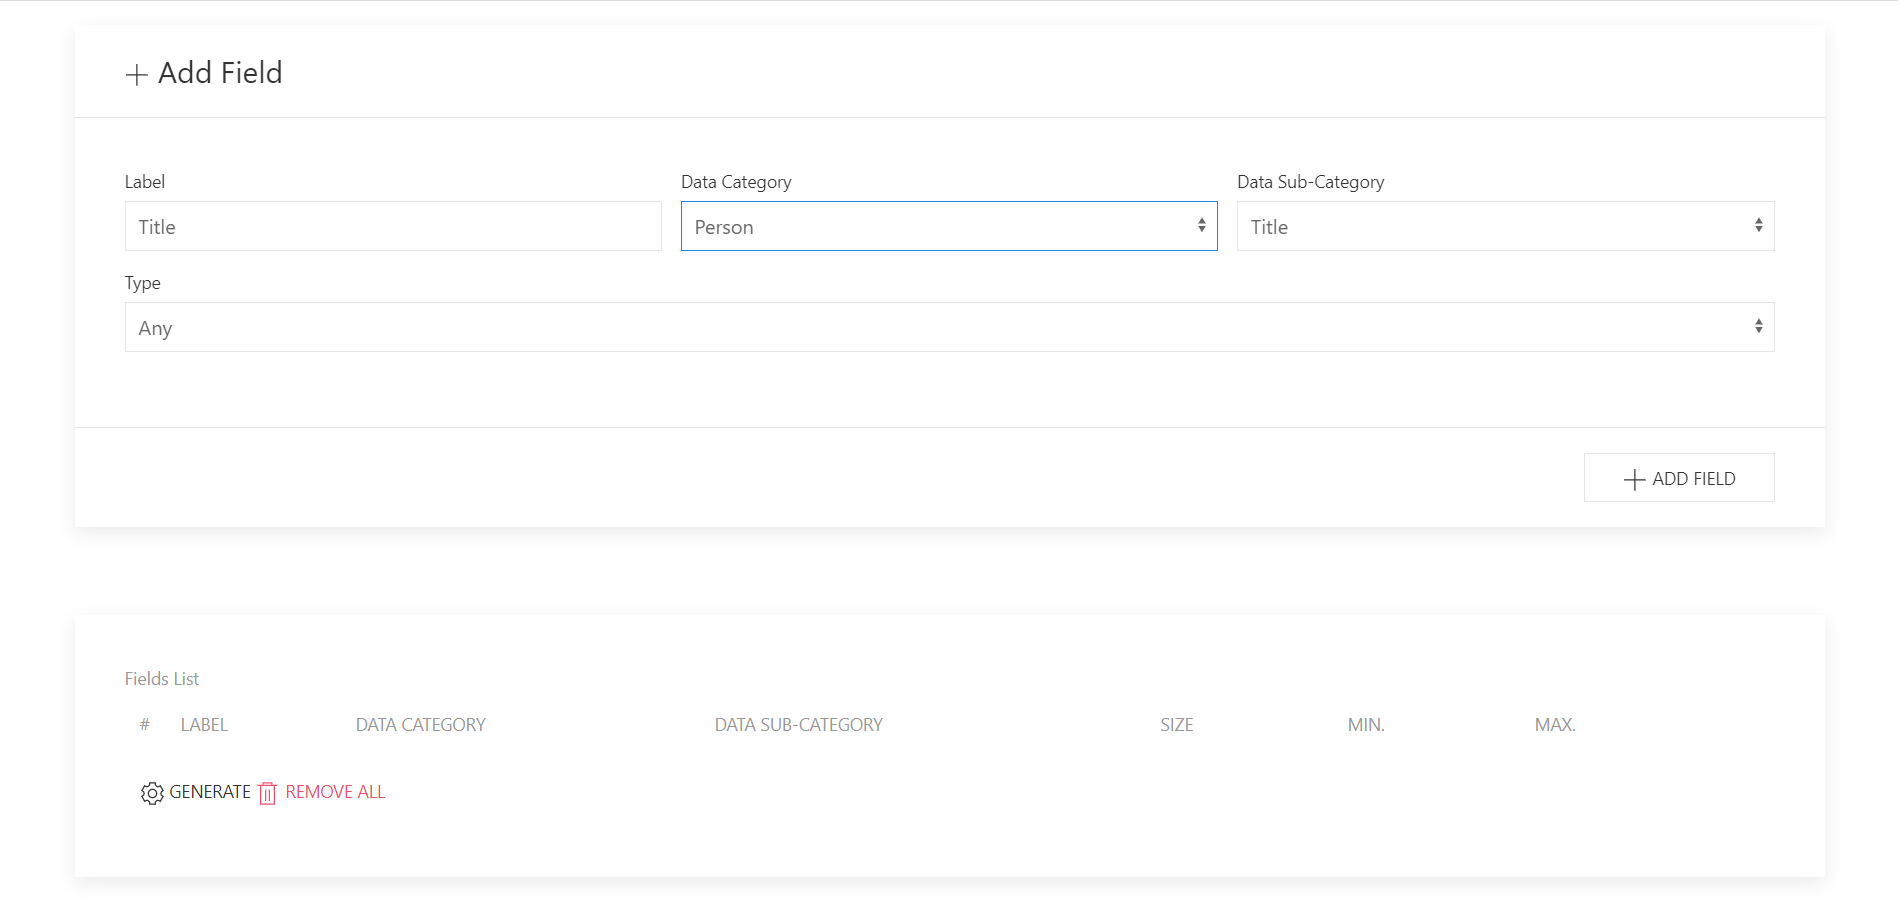 Add Field
Label Data Category Data Sub-Category
Title Person Title
Type
Any
ADD FIELD
Fields List
# LABEL DATA CATEGORY DATA SUB-CATEGORY SIZE MIN. MAX.
GENERATE REMOVE ALL